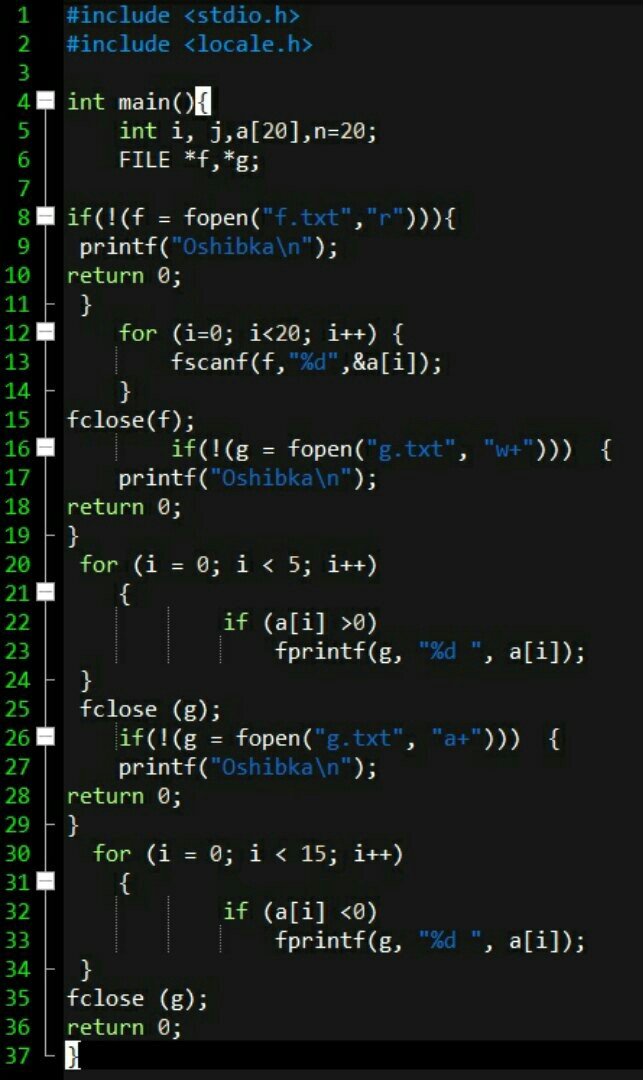 1 #include <stdio.h>
2 #include <locale.h>
3
4 int main(){
5 int i, j,a[20],n=20;
6 FILE *f,*g;
7
8 if(!(f = fopen("f.txt","r"))){
9 printf("Oshibka\n");
10 return 0;
11 }
12 for (i=0; i<20; i++) {
13 fscanf(f,"%d",&a[i]);
14 }
15 fclose(f);
16 if(!(g = fopen("g.txt", "w+"))) {
17 printf("Oshibka\n");
18 return 0;
19 }
20 for (i = 0; i < 5; i++)
21 {
22 if (a[i] >0)
23 fprintf(g, "%d ", a[i]);
24 }
25 fclose (g);
26 if(!(g = fopen("g.txt", "a+"))) {
27 printf("Oshibka\n");
28 return 0;
29 }
30 for (i = 0; i < 15; i++)
31 {
32 if (a[i] <0)
33 fprintf(g, "%d ", a[i]);
34 }
35 fclose (g);
36 return 0;
37 }